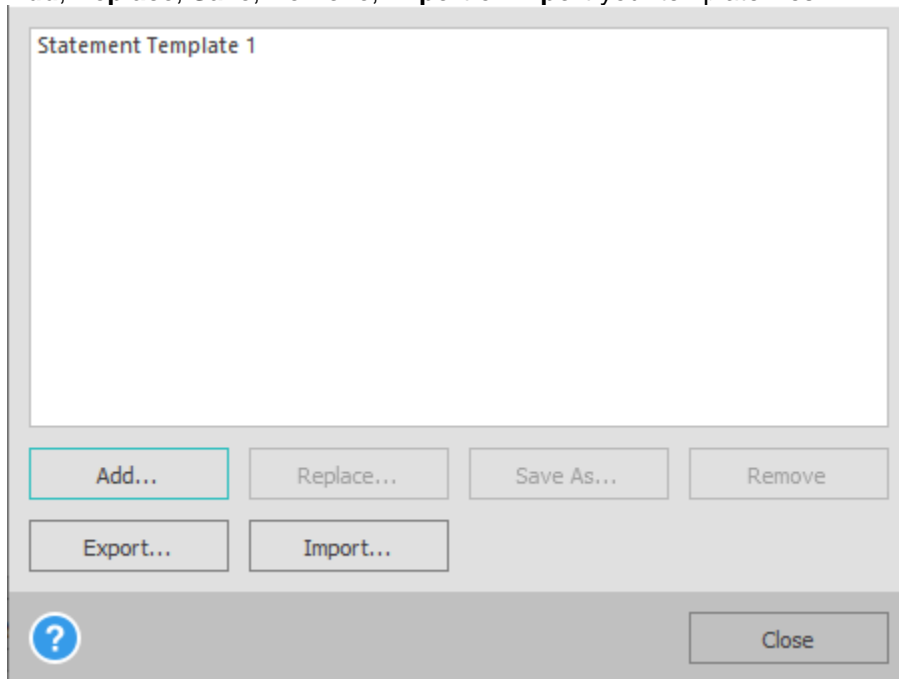 Statement Template 1
Add... Replace... Save As... Remove
Export... Import...
?
Close